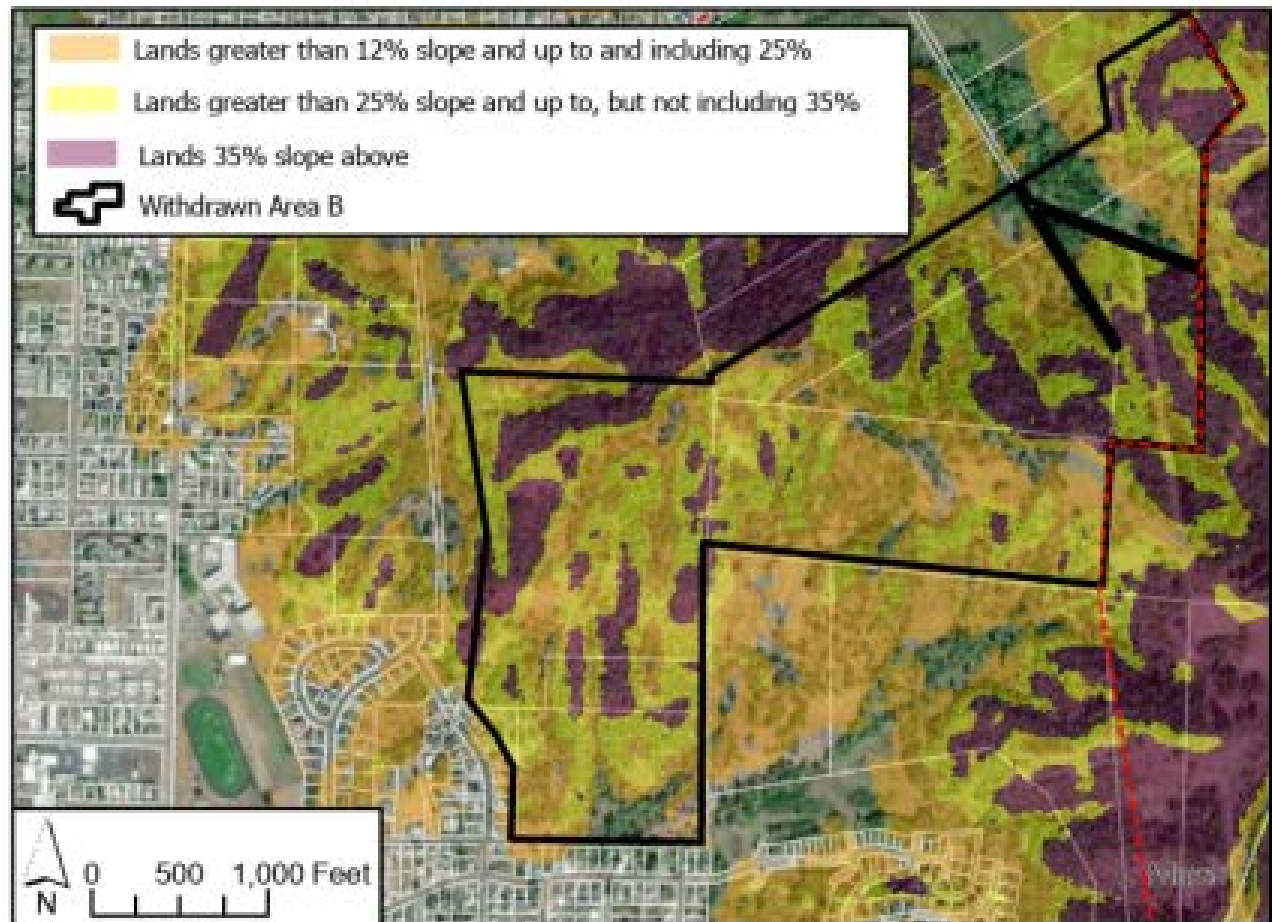 Lands greater than 12% slope and up to and including 25%
Lands greater than 25% slope and up to, but not including 35%
Lands 35% slope above
Withdrawn Area B
0 500 1,000 Feet
N